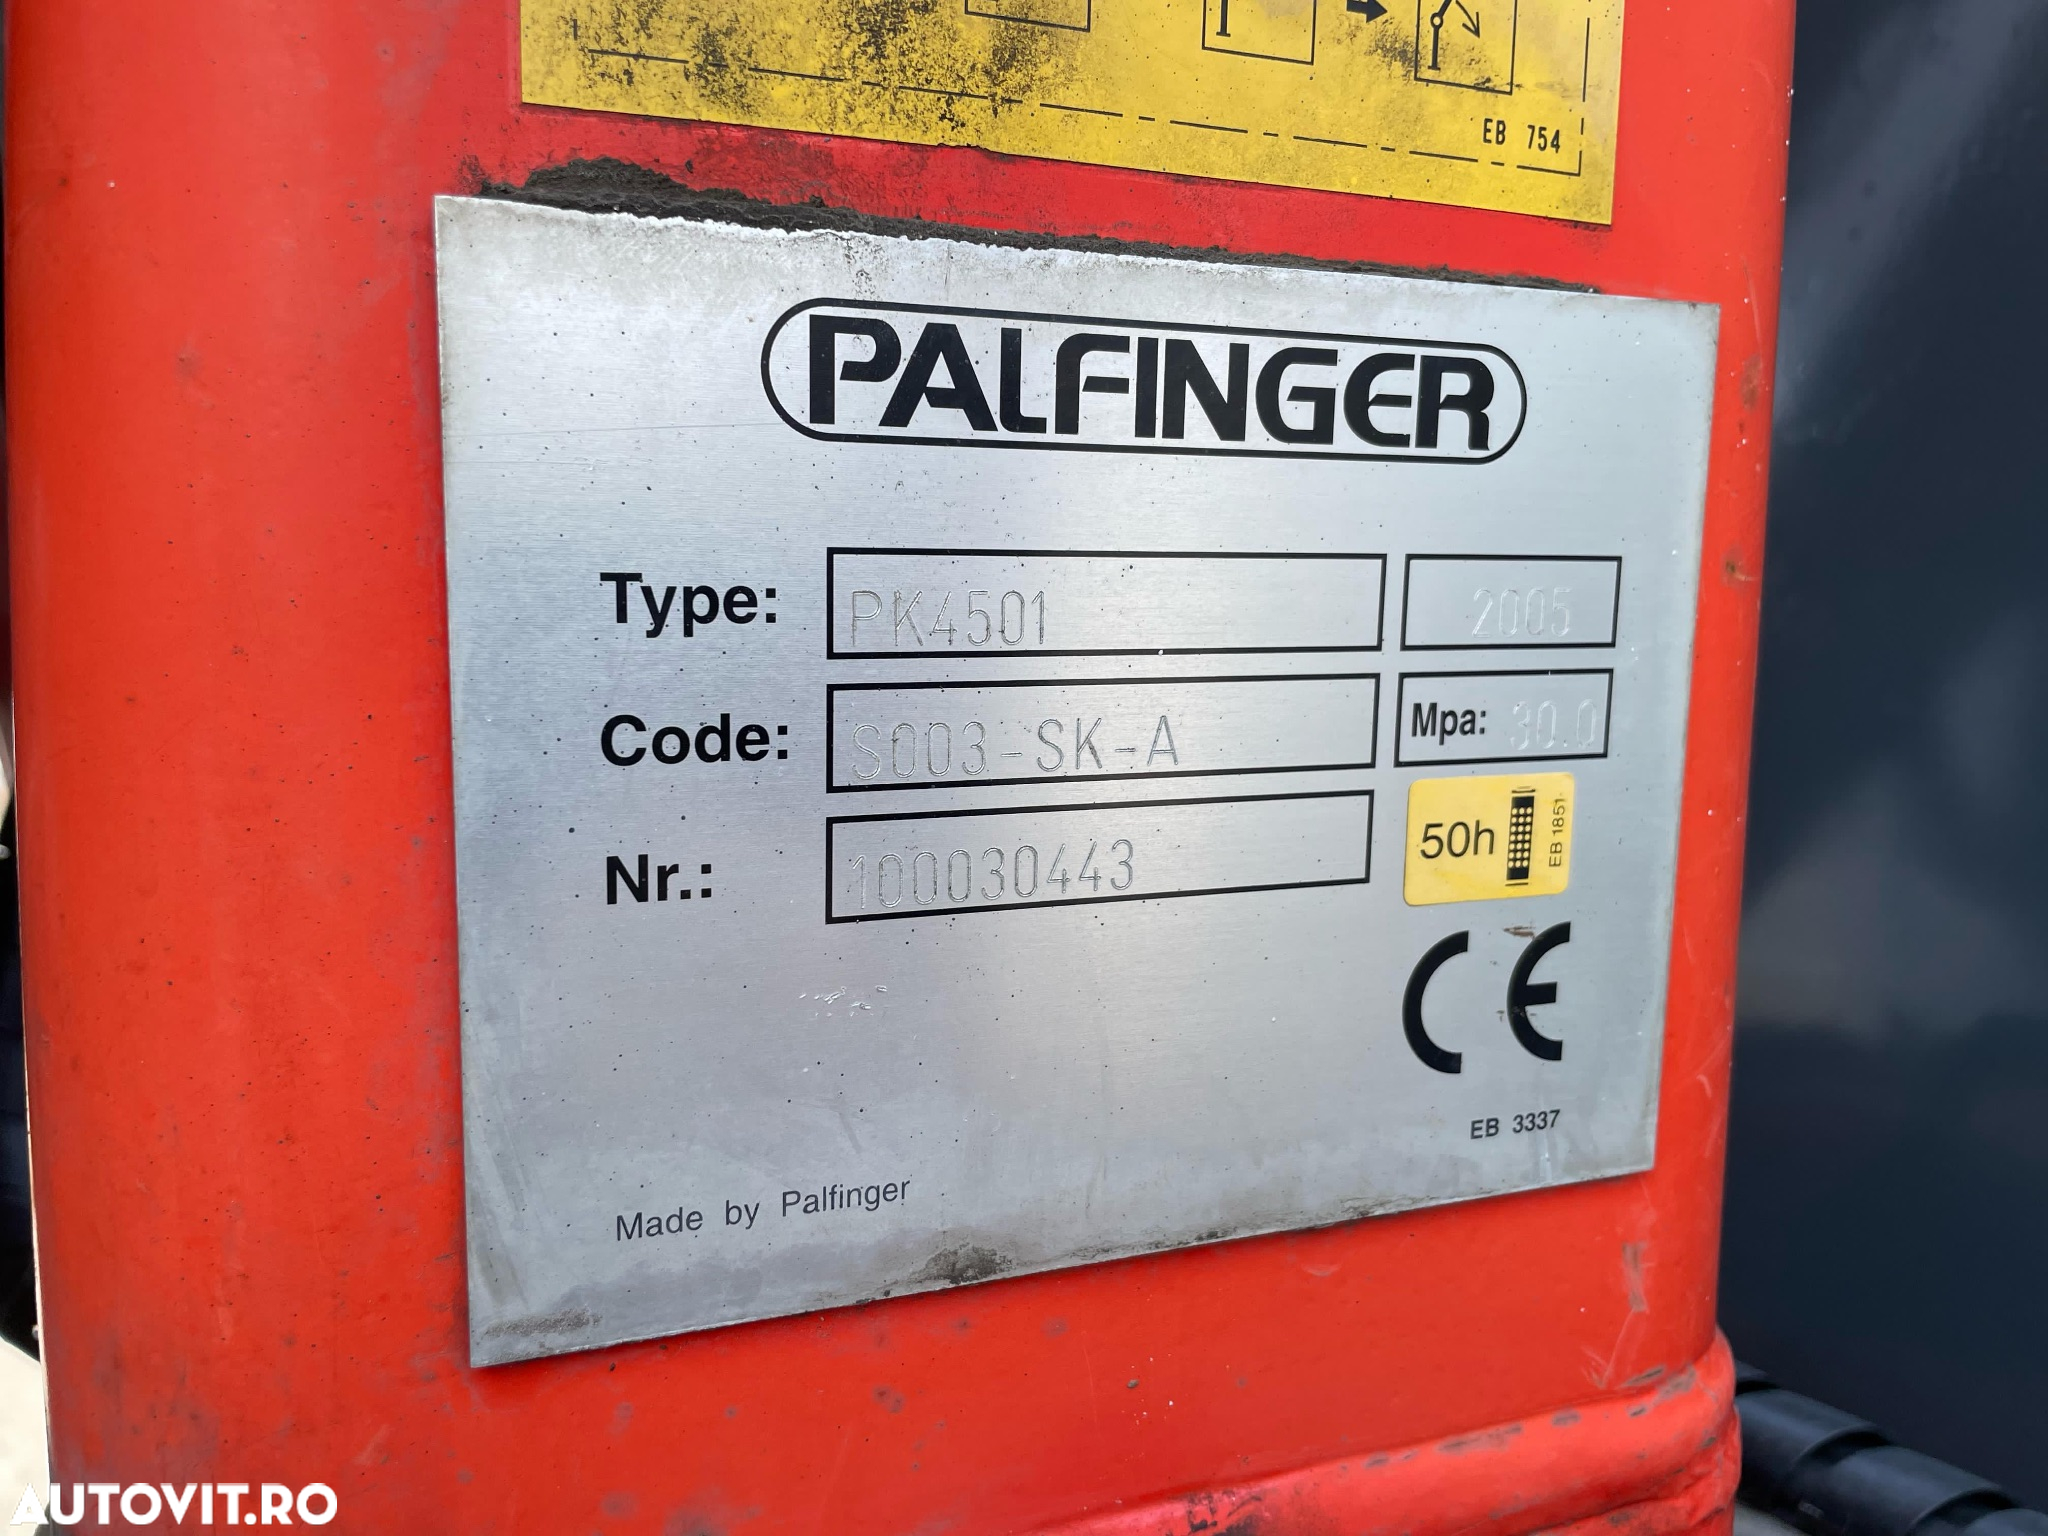 EB 754
PALFINGER
Type: PK4501 2005
Code: S003-SK-A Mpa: 30.0
Nr.: 100030443
50h EB 1851
CE
EB 3337
Made by Palfinger
AUTOVIT.RO